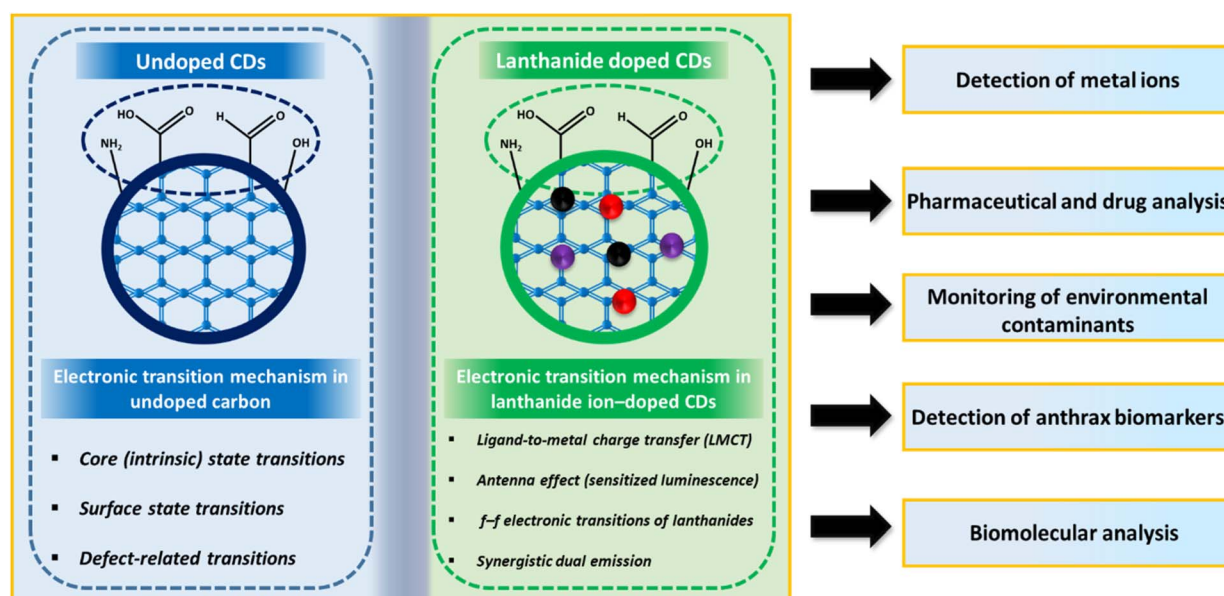 Undoped CDs
HO
O
H
O
NH₂
OH
Electronic transition mechanism in
undoped carbon
▪ Core (intrinsic) state transitions
▪ Surface state transitions
▪ Defect-related transitions
Lanthanide doped CDs
HO
O
H
O
NH₂
OH
Electronic transition mechanism in
lanthanide ion–doped CDs
▪ Ligand-to-metal charge transfer (LMCT)
▪ Antenna effect (sensitized luminescence)
▪ f–f electronic transitions of lanthanides
▪ Synergistic dual emission
Detection of metal ions
Pharmaceutical and drug analysis
Monitoring of environmental
contaminants
Detection of anthrax biomarkers
Biomolecular analysis